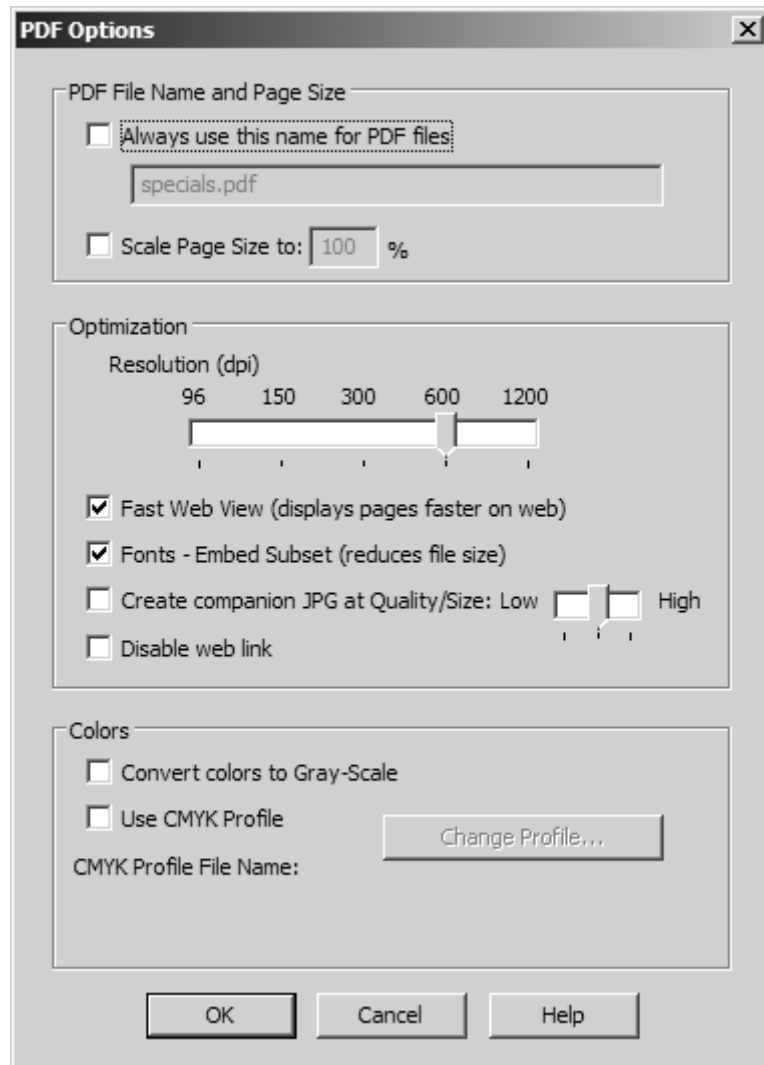 PDF Options
PDF File Name and Page Size
Always use this name for PDF files
specials.pdf
Scale Page Size to: 100 %
Optimization
Resolution (dpi)
96 150 300 600 1200
Fast Web View (displays pages faster on web)
Fonts - Embed Subset (reduces file size)
Create companion JPG at Quality/Size: Low High
Disable web link
Colors
Convert colors to Gray-Scale
Use CMYK Profile
Change Profile...
CMYK Profile File Name:
OK Cancel Help